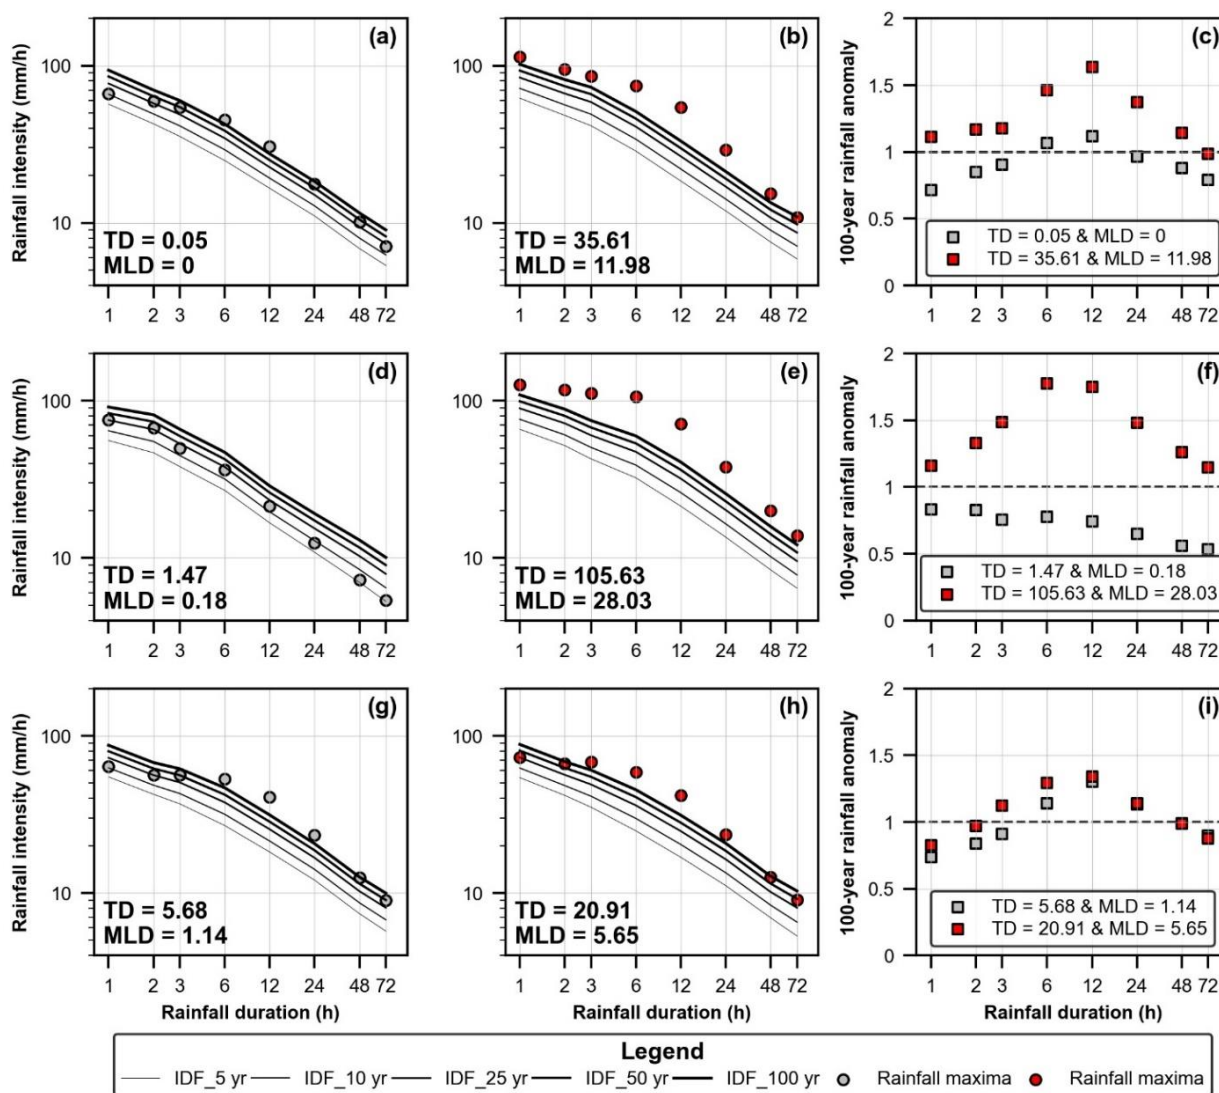 (a)
Rainfall intensity (mm/h)
100
10
TD = 0.05
MLD = 0
1 2 3 6 12 24 48 72
(b)
100
10
TD = 35.61
MLD = 11.98
1 2 3 6 12 24 48 72
(c)
100-year rainfall anomaly
2
1.5
1
0.5
0
TD = 0.05 & MLD = 0
TD = 35.61 & MLD = 11.98
1 2 3 6 12 24 48 72
(d)
Rainfall intensity (mm/h)
100
10
TD = 1.47
MLD = 0.18
1 2 3 6 12 24 48 72
(e)
100
10
TD = 105.63
MLD = 28.03
1 2 3 6 12 24 48 72
(f)
100-year rainfall anomaly
2
1.5
1
0.5
0
TD = 1.47 & MLD = 0.18
TD = 105.63 & MLD = 28.03
1 2 3 6 12 24 48 72
(g)
Rainfall intensity (mm/h)
100
10
TD = 5.68
MLD = 1.14
1 2 3 6 12 24 48 72
Rainfall duration (h)
(h)
100
10
TD = 20.91
MLD = 5.65
1 2 3 6 12 24 48 72
Rainfall duration (h)
(i)
100-year rainfall anomaly
2
1.5
1
0.5
0
TD = 5.68 & MLD = 1.14
TD = 20.91 & MLD = 5.65
1 2 3 6 12 24 48 72
Rainfall duration (h)
Legend
IDF_5 yr IDF_10 yr IDF_25 yr IDF_50 yr IDF_100 yr Rainfall maxima Rainfall maxima